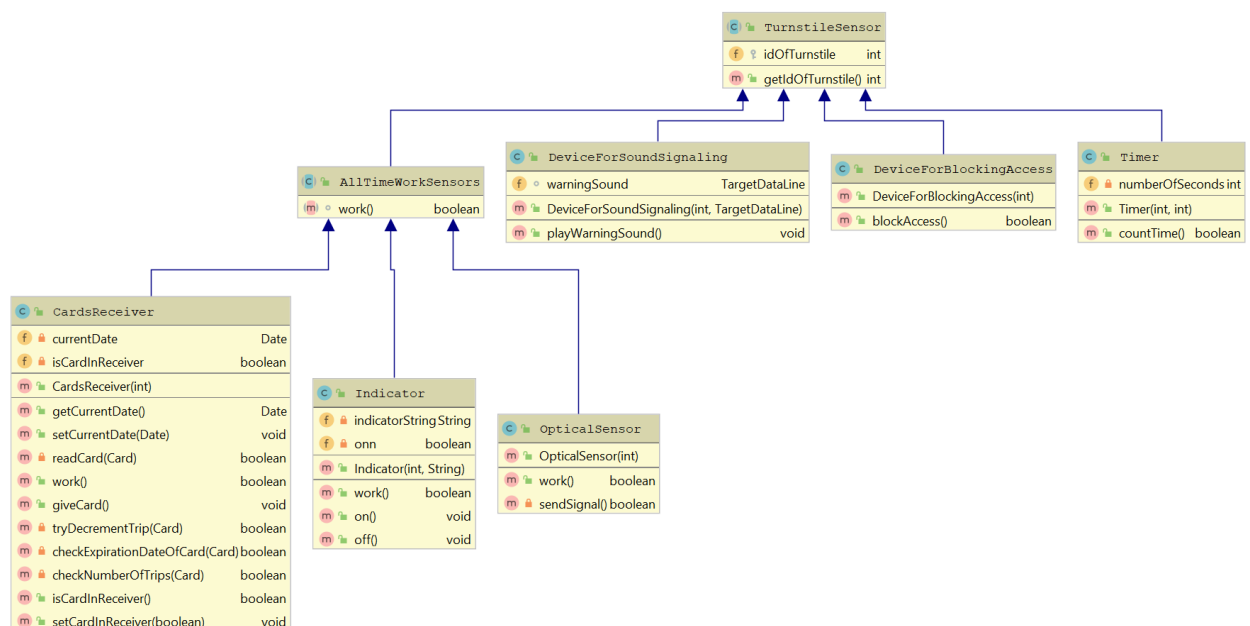 TurnstileSensor
idOfTurnstile int
getIdOfTurnstile() int
AllTimeWorkSensors
work() boolean
DeviceForSoundSignaling
warningSound TargetDataLine
DeviceForSoundSignaling(int, TargetDataLine)
playWarningSound() void
DeviceForBlockingAccess
DeviceForBlockingAccess(int)
blockAccess() boolean
Timer
numberOfSeconds int
Timer(int, int)
countTime() boolean
CardsReceiver
currentDate Date
isCardInReceiver boolean
CardsReceiver(int)
getCurrentDate() Date
setCurrentDate(Date) void
readCard(Card) boolean
work() boolean
giveCard() void
tryDecrementTrip(Card) boolean
checkExpirationDateOfCard(Card) boolean
checkNumberOfTrips(Card) boolean
isCardInReceiver() boolean
setCardInReceiver(boolean) void
Indicator
indicatorString String
onn boolean
Indicator(int, String)
work() boolean
on() void
off() void
OpticalSensor
OpticalSensor(int)
work() boolean
sendSignal() boolean